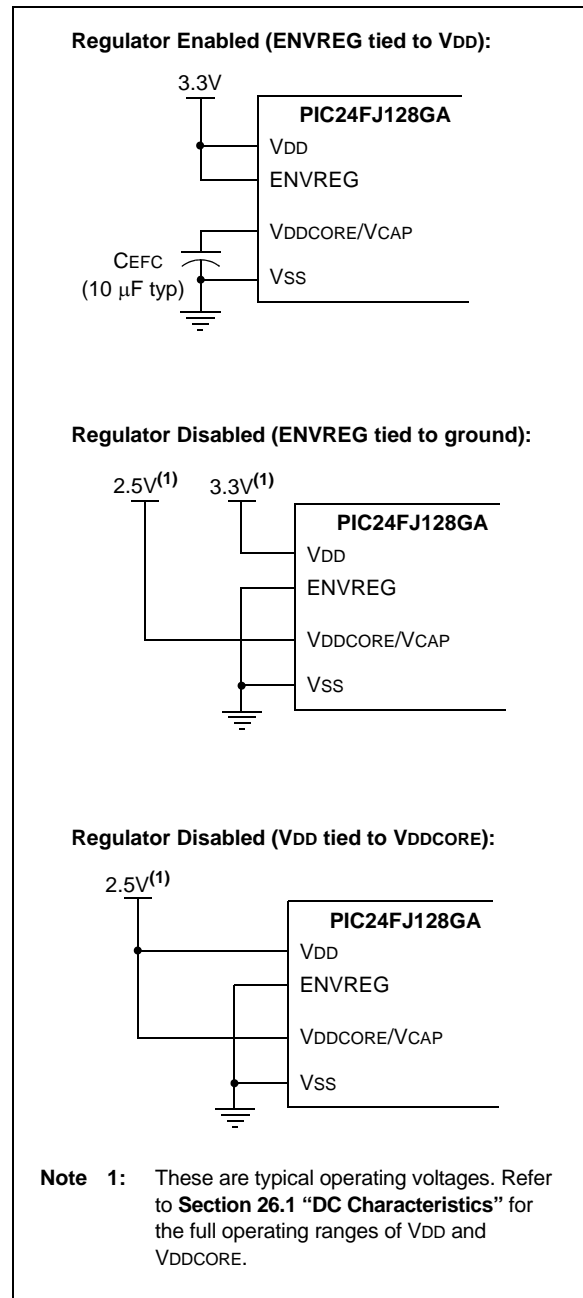 Regulator Enabled (ENVREG tied to VDD):
3.3V
PIC24FJ128GA
VDD
ENVREG
VDDCORE/VCAP
CEFC
(10 μF typ)
VSS
Regulator Disabled (ENVREG tied to ground):
2.5V(1) 3.3V(1)
PIC24FJ128GA
VDD
ENVREG
VDDCORE/VCAP
VSS
Regulator Disabled (VDD tied to VDDCORE):
2.5V(1)
PIC24FJ128GA
VDD
ENVREG
VDDCORE/VCAP
VSS
Note 1: These are typical operating voltages. Refer
to Section 26.1 “DC Characteristics” for
the full operating ranges of VDD and
VDDCORE.